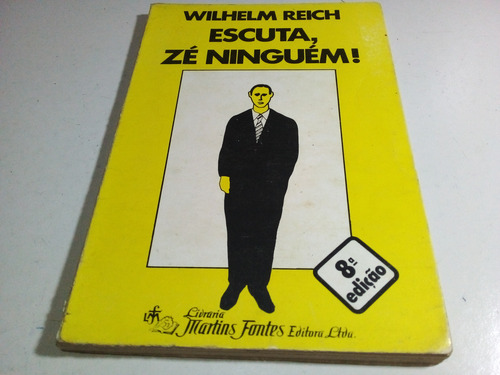 WILHELM REICH
ESCUTA,
ZÉ NINGUÉM!
8ª
edição
Livraria
Martins Fontes Editora Ltda.